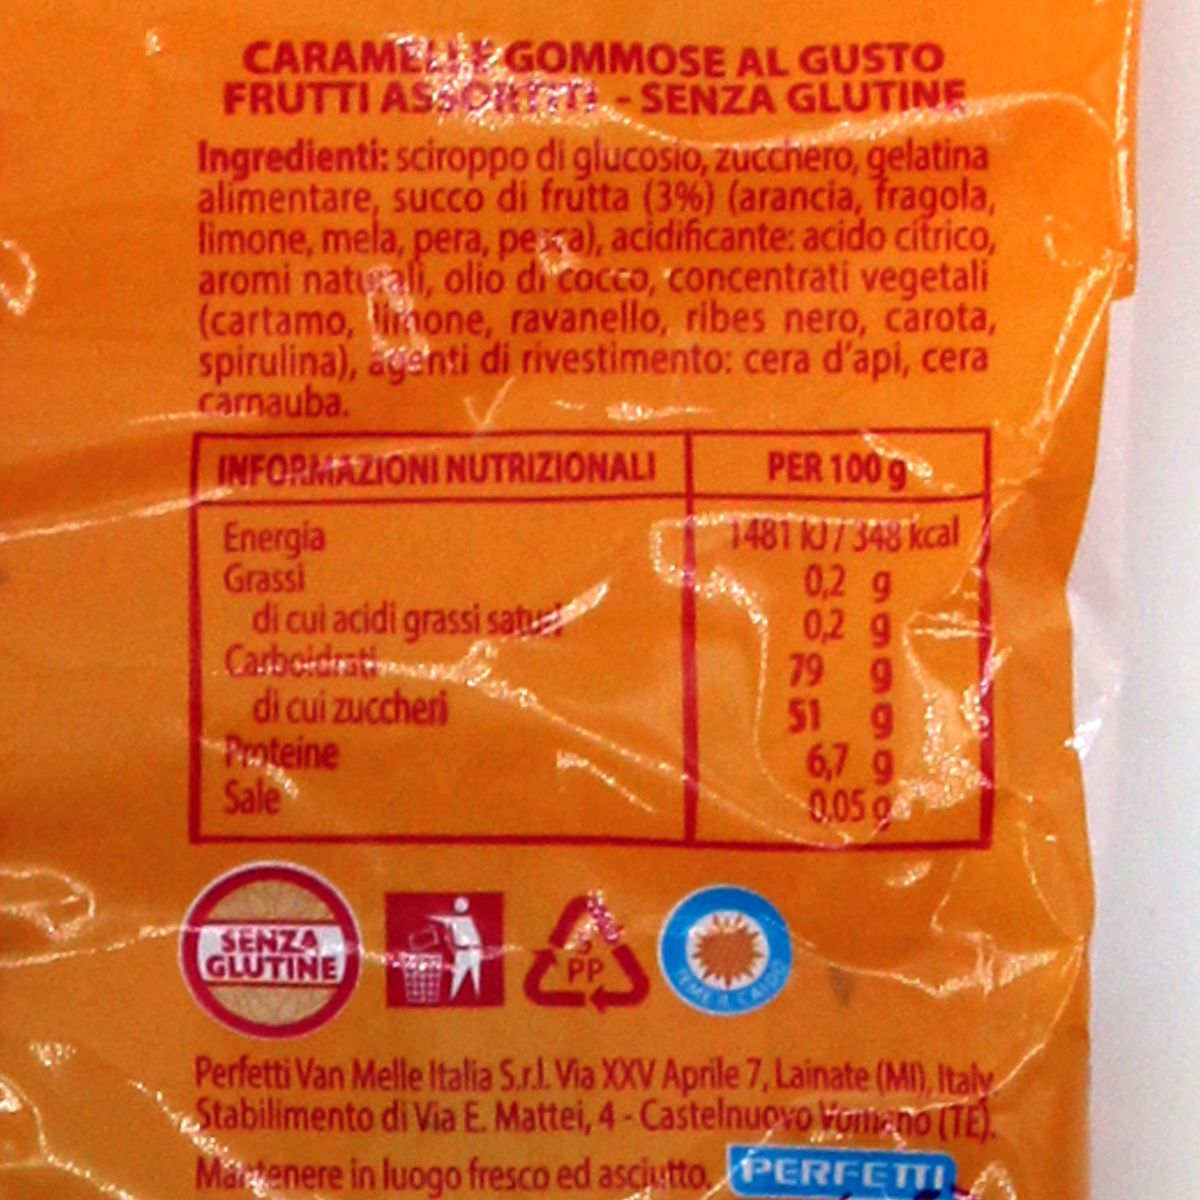 CARAMELLE GOMMOSE AL GUSTO
FRUTTI ASSORTITI - SENZA GLUTINE
Ingredienti: sciroppo di glucosio, zucchero, gelatina
alimentare, succo di frutta (3%) (arancia, fragola,
limone, mela, pera, pesca), acidificante: acido citrico,
aromi naturali, olio di cocco, concentrati vegetali
(cartamo, limone, ravanello, ribes nero, carota,
spirulina), agenti di rivestimento: cera d'api, cera
carnauba.
INFORMAZIONI NUTRIZIONALI PER 100 g
Energia 1481 kJ / 348 kcal
Grassi 0,2 g
di cui acidi grassi saturi 0,2 g
Carboidrati 79 g
di cui zuccheri 51 g
Proteine 6,7 g
Sale 0,05 g
SENZA
GLUTINE
5
PP
TEME IL CALDO
Perfetti Van Melle Italia S.r.l. Via XXV Aprile 7, Lainate (MI), Italy.
Stabilimento di Via E. Mattei, 4 - Castelnuovo Vomano (TE).
Mantenere in luogo fresco ed asciutto. PERFETTI